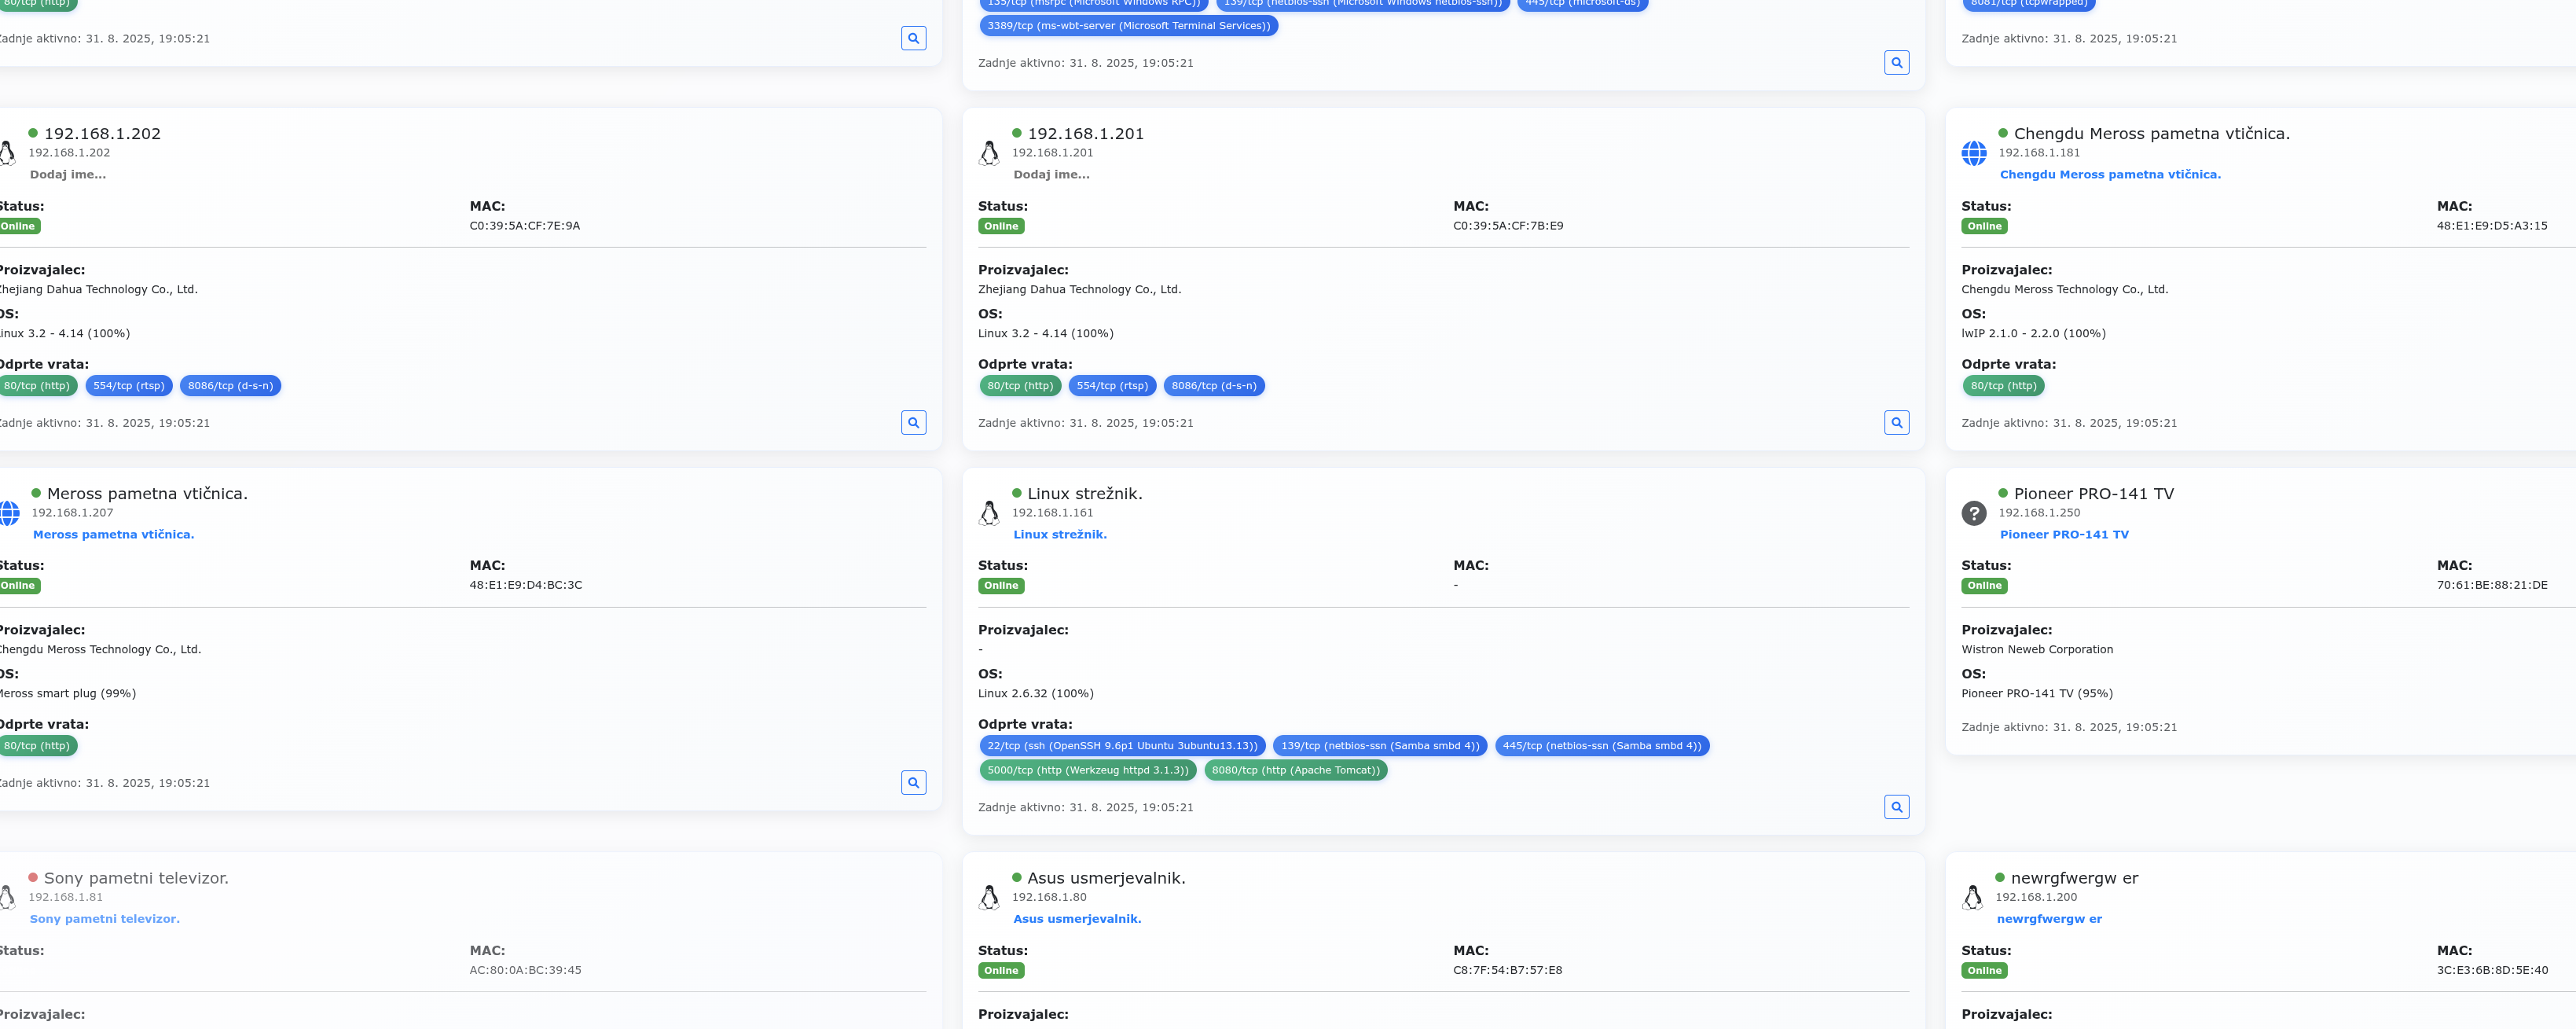 80/tcp (http)
Zadnje aktivno: 31. 8. 2025, 19:05:21
135/tcp (msrpc (Microsoft Windows RPC)) 139/tcp (netbios-ssn (Microsoft Windows netbios-ssn)) 445/tcp (microsoft-ds)
3389/tcp (ms-wbt-server (Microsoft Terminal Services))
Zadnje aktivno: 31. 8. 2025, 19:05:21
8081/tcp (tcpwrapped)
Zadnje aktivno: 31. 8. 2025, 19:05:21
192.168.1.202
192.168.1.202
Dodaj ime...
Status: MAC:
Online C0:39:5A:CF:7E:9A
Proizvajalec:
Zhejiang Dahua Technology Co., Ltd.
OS:
Linux 3.2 - 4.14 (100%)
Odprte vrata:
80/tcp (http) 554/tcp (rtsp) 8086/tcp (d-s-n)
Zadnje aktivno: 31. 8. 2025, 19:05:21
192.168.1.201
192.168.1.201
Dodaj ime...
Status: MAC:
Online C0:39:5A:CF:7B:E9
Proizvajalec:
Zhejiang Dahua Technology Co., Ltd.
OS:
Linux 3.2 - 4.14 (100%)
Odprte vrata:
80/tcp (http) 554/tcp (rtsp) 8086/tcp (d-s-n)
Zadnje aktivno: 31. 8. 2025, 19:05:21
Chengdu Meross pametna vtičnica.
192.168.1.181
Chengdu Meross pametna vtičnica.
Status: MAC:
Online 48:E1:E9:D5:A3:15
Proizvajalec:
Chengdu Meross Technology Co., Ltd.
OS:
lwIP 2.1.0 - 2.2.0 (100%)
Odprte vrata:
80/tcp (http)
Zadnje aktivno: 31. 8. 2025, 19:05:21
Meross pametna vtičnica.
192.168.1.207
Meross pametna vtičnica.
Status: MAC:
Online 48:E1:E9:D4:BC:3C
Proizvajalec:
Chengdu Meross Technology Co., Ltd.
OS:
Meross smart plug (99%)
Odprte vrata:
80/tcp (http)
Zadnje aktivno: 31. 8. 2025, 19:05:21
Linux strežnik.
192.168.1.161
Linux strežnik.
Status: MAC:
Online -
Proizvajalec:
-
OS:
Linux 2.6.32 (100%)
Odprte vrata:
22/tcp (ssh (OpenSSH 9.6p1 Ubuntu 3ubuntu13.13)) 139/tcp (netbios-ssn (Samba smbd 4)) 445/tcp (netbios-ssn (Samba smbd 4))
5000/tcp (http (Werkzeug httpd 3.1.3)) 8080/tcp (http (Apache Tomcat))
Zadnje aktivno: 31. 8. 2025, 19:05:21
Pioneer PRO-141 TV
192.168.1.250
Pioneer PRO-141 TV
Status: MAC:
Online 70:61:BE:88:21:DE
Proizvajalec:
Wistron Neweb Corporation
OS:
Pioneer PRO-141 TV (95%)
Zadnje aktivno: 31. 8. 2025, 19:05:21
Sony pametni televizor.
192.168.1.81
Sony pametni televizor.
Status: MAC:
AC:80:0A:BC:39:45
Proizvajalec:
Asus usmerjevalnik.
192.168.1.80
Asus usmerjevalnik.
Status: MAC:
Online C8:7F:54:B7:57:E8
Proizvajalec:
newrgfwergw er
192.168.1.200
newrgfwergw er
Status: MAC:
Online 3C:E3:6B:8D:5E:40
Proizvajalec: